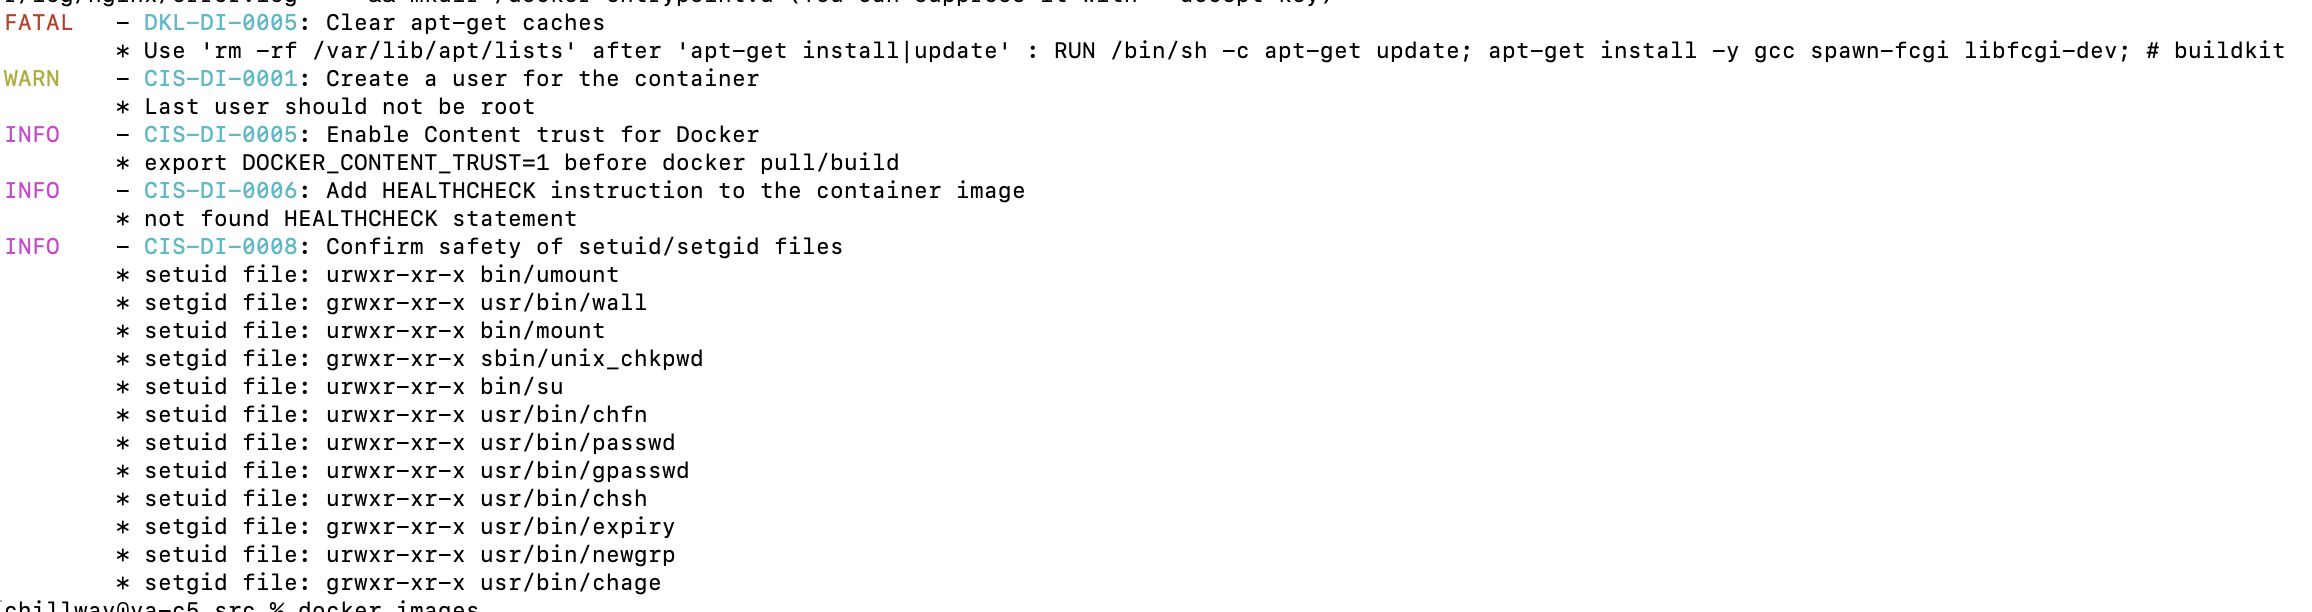 FATAL - DKL-DI-0005: Clear apt-get caches
* Use 'rm -rf /var/lib/apt/lists' after 'apt-get install|update' : RUN /bin/sh -c apt-get update; apt-get install -y gcc spawn-fcgi libfcgi-dev; # buildkit
WARN - CIS-DI-0001: Create a user for the container
* Last user should not be root
INFO - CIS-DI-0005: Enable Content trust for Docker
* export DOCKER_CONTENT_TRUST=1 before docker pull/build
INFO - CIS-DI-0006: Add HEALTHCHECK instruction to the container image
* not found HEALTHCHECK statement
INFO - CIS-DI-0008: Confirm safety of setuid/setgid files
* setuid file: urwxr-xr-x bin/umount
* setgid file: grwxr-xr-x usr/bin/wall
* setuid file: urwxr-xr-x bin/mount
* setgid file: grwxr-xr-x sbin/unix_chkpwd
* setuid file: urwxr-xr-x bin/su
* setuid file: urwxr-xr-x usr/bin/chfn
* setuid file: urwxr-xr-x usr/bin/passwd
* setuid file: urwxr-xr-x usr/bin/gpasswd
* setuid file: urwxr-xr-x usr/bin/chsh
* setgid file: grwxr-xr-x usr/bin/expiry
* setuid file: urwxr-xr-x usr/bin/newgrp
* setgid file: grwxr-xr-x usr/bin/chage
src % docker images